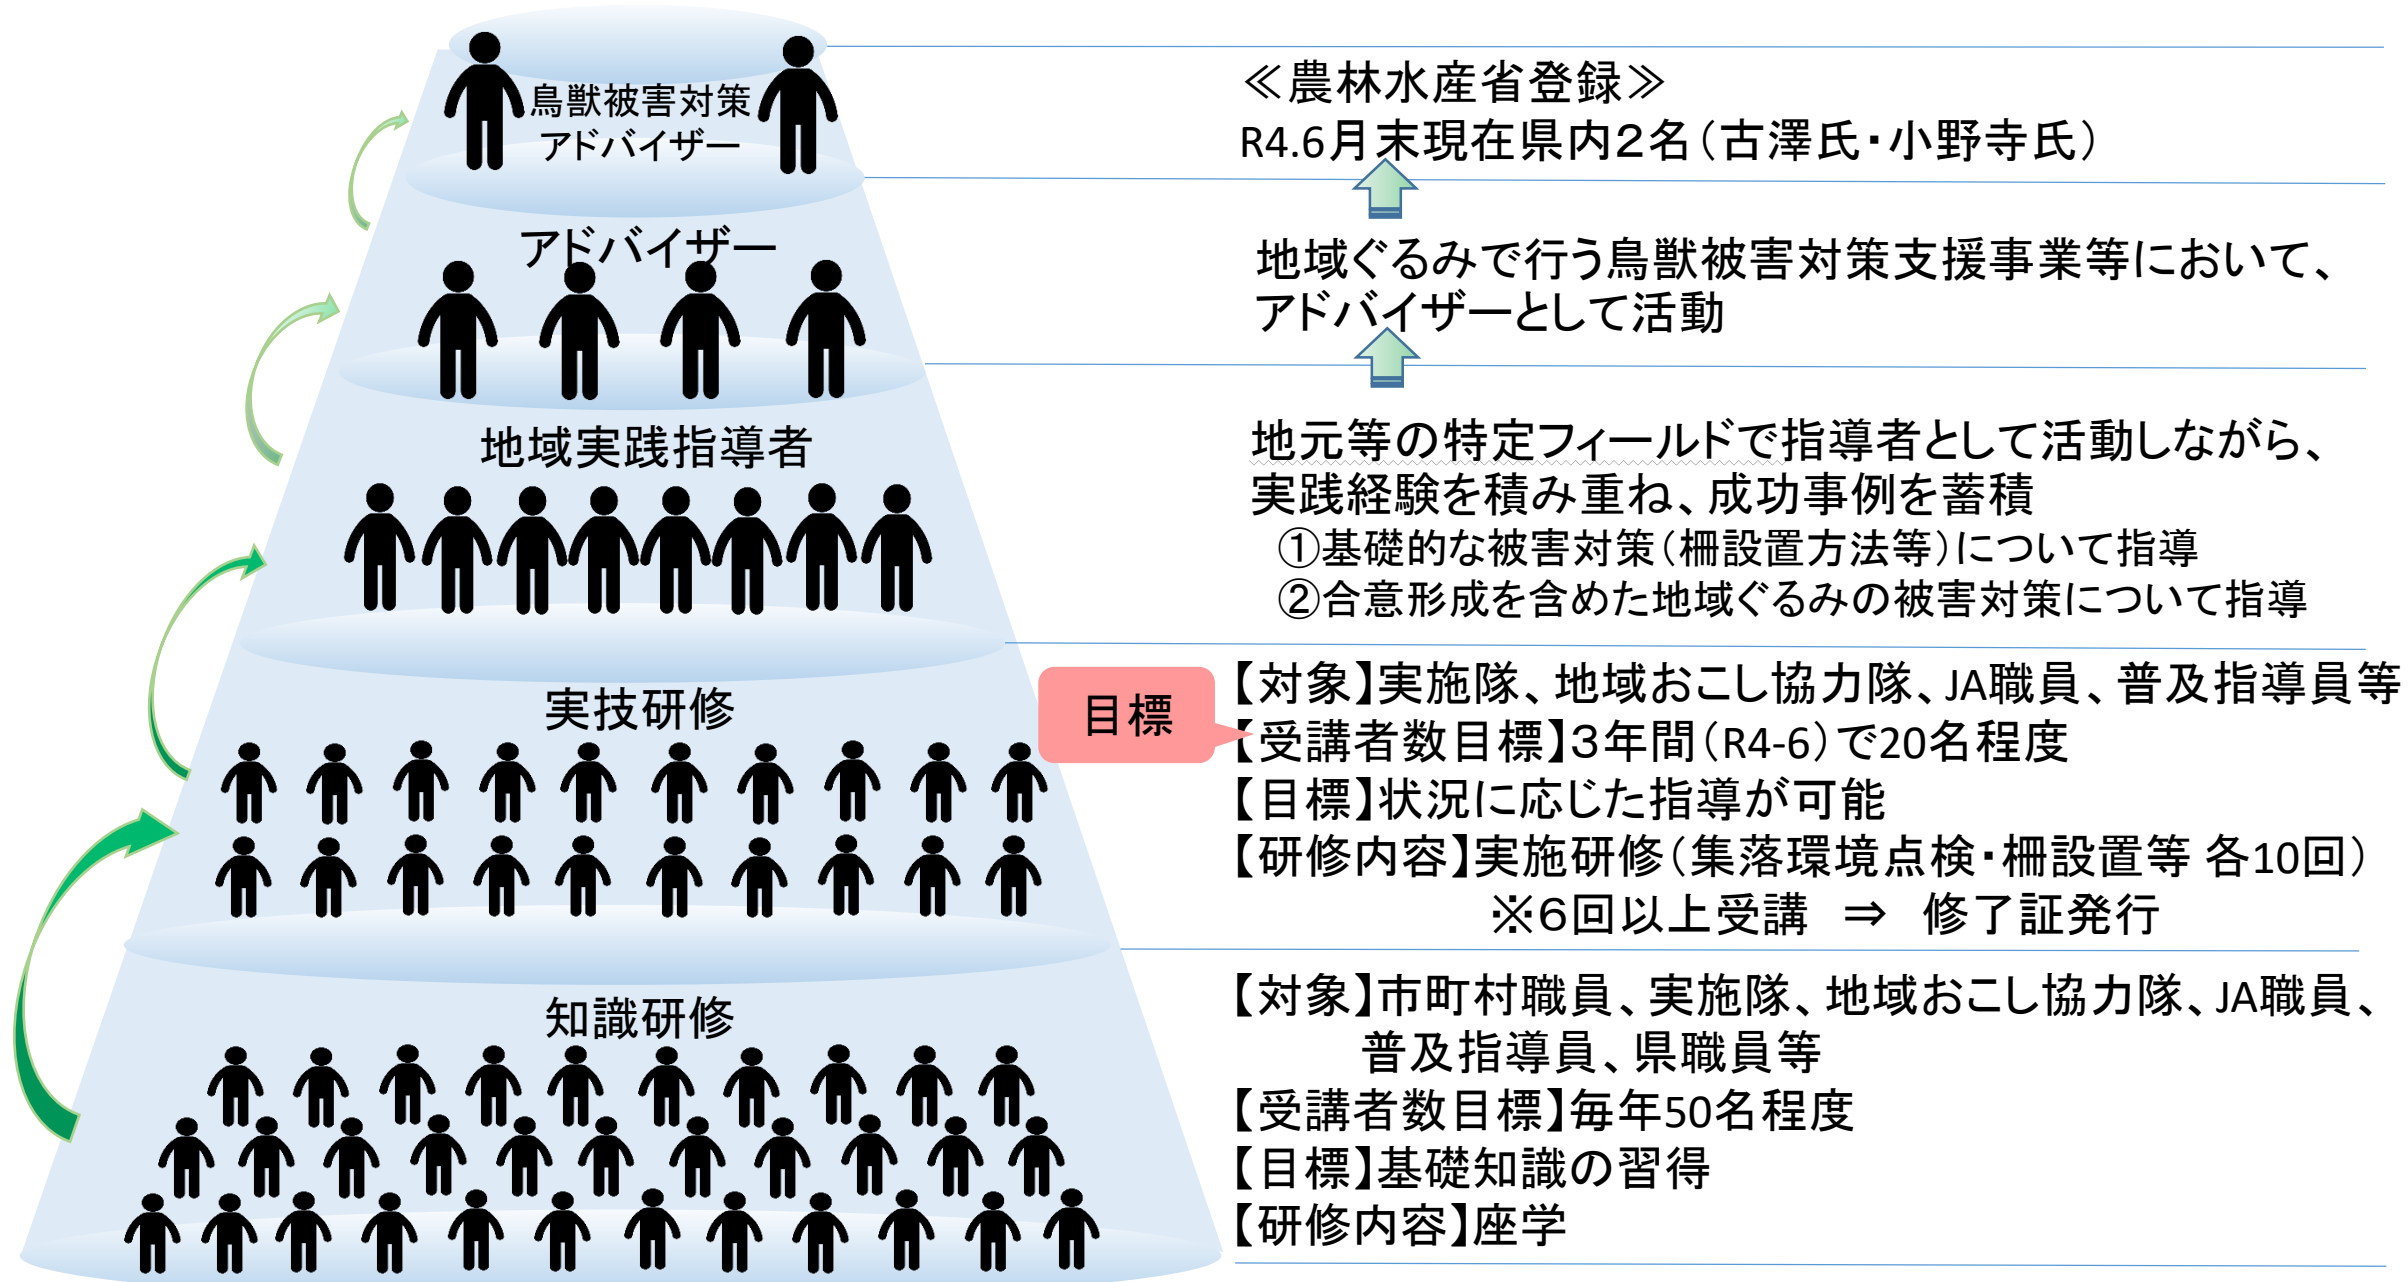 鳥獣被害対策
アドバイザー
≪農林水産省登録≫
R4.6月末現在県内2名（古澤氏・小野寺氏）
アドバイザー
地域ぐるみで行う鳥獣被害対策支援事業等において、
アドバイザーとして活動
地域実践指導者
地元等の特定フィールドで指導者として活動しながら、
実践経験を積み重ね、成功事例を蓄積
①基礎的な被害対策（柵設置方法等）について指導
②合意形成を含めた地域ぐるみの被害対策について指導
実技研修
目標
【対象】実施隊、地域おこし協力隊、JA職員、普及指導員等
【受講者数目標】3年間（R4-6）で20名程度
【目標】状況に応じた指導が可能
【研修内容】実施研修（集落環境点検・柵設置等 各10回）
※6回以上受講　⇒　修了証発行
知識研修
【対象】市町村職員、実施隊、地域おこし協力隊、JA職員、
普及指導員、県職員等
【受講者数目標】毎年50名程度
【目標】基礎知識の習得
【研修内容】座学